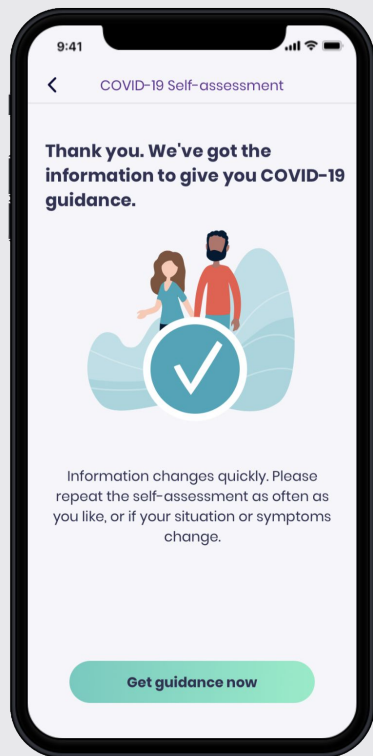 9:41
COVID-19 Self-assessment
Thank you. We've got the
information to give you COVID-19
guidance.
Information changes quickly. Please
repeat the self-assessment as often as
you like, or if your situation or symptoms
change.
Get guidance now